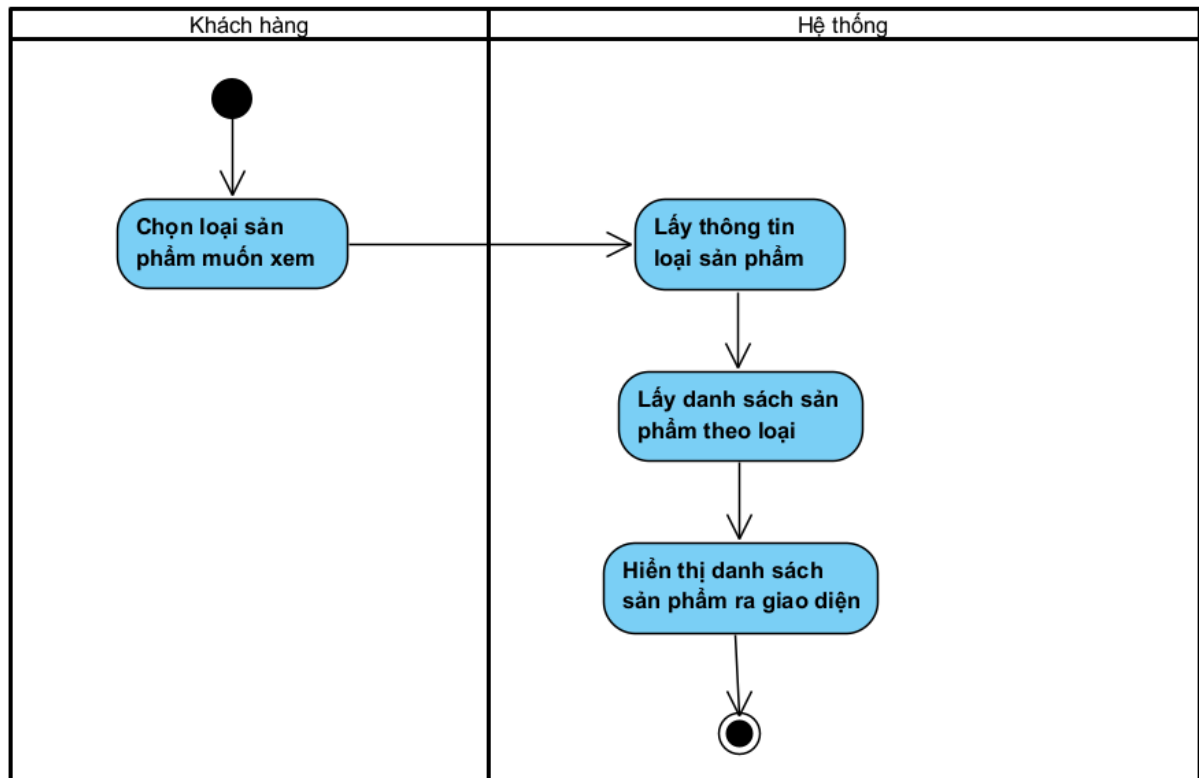 Khách hàng
Hệ thống
Chọn loại sản
phẩm muốn xem
Lấy thông tin
loại sản phẩm
Lấy danh sách sản
phẩm theo loại
Hiển thị danh sách
sản phẩm ra giao diện